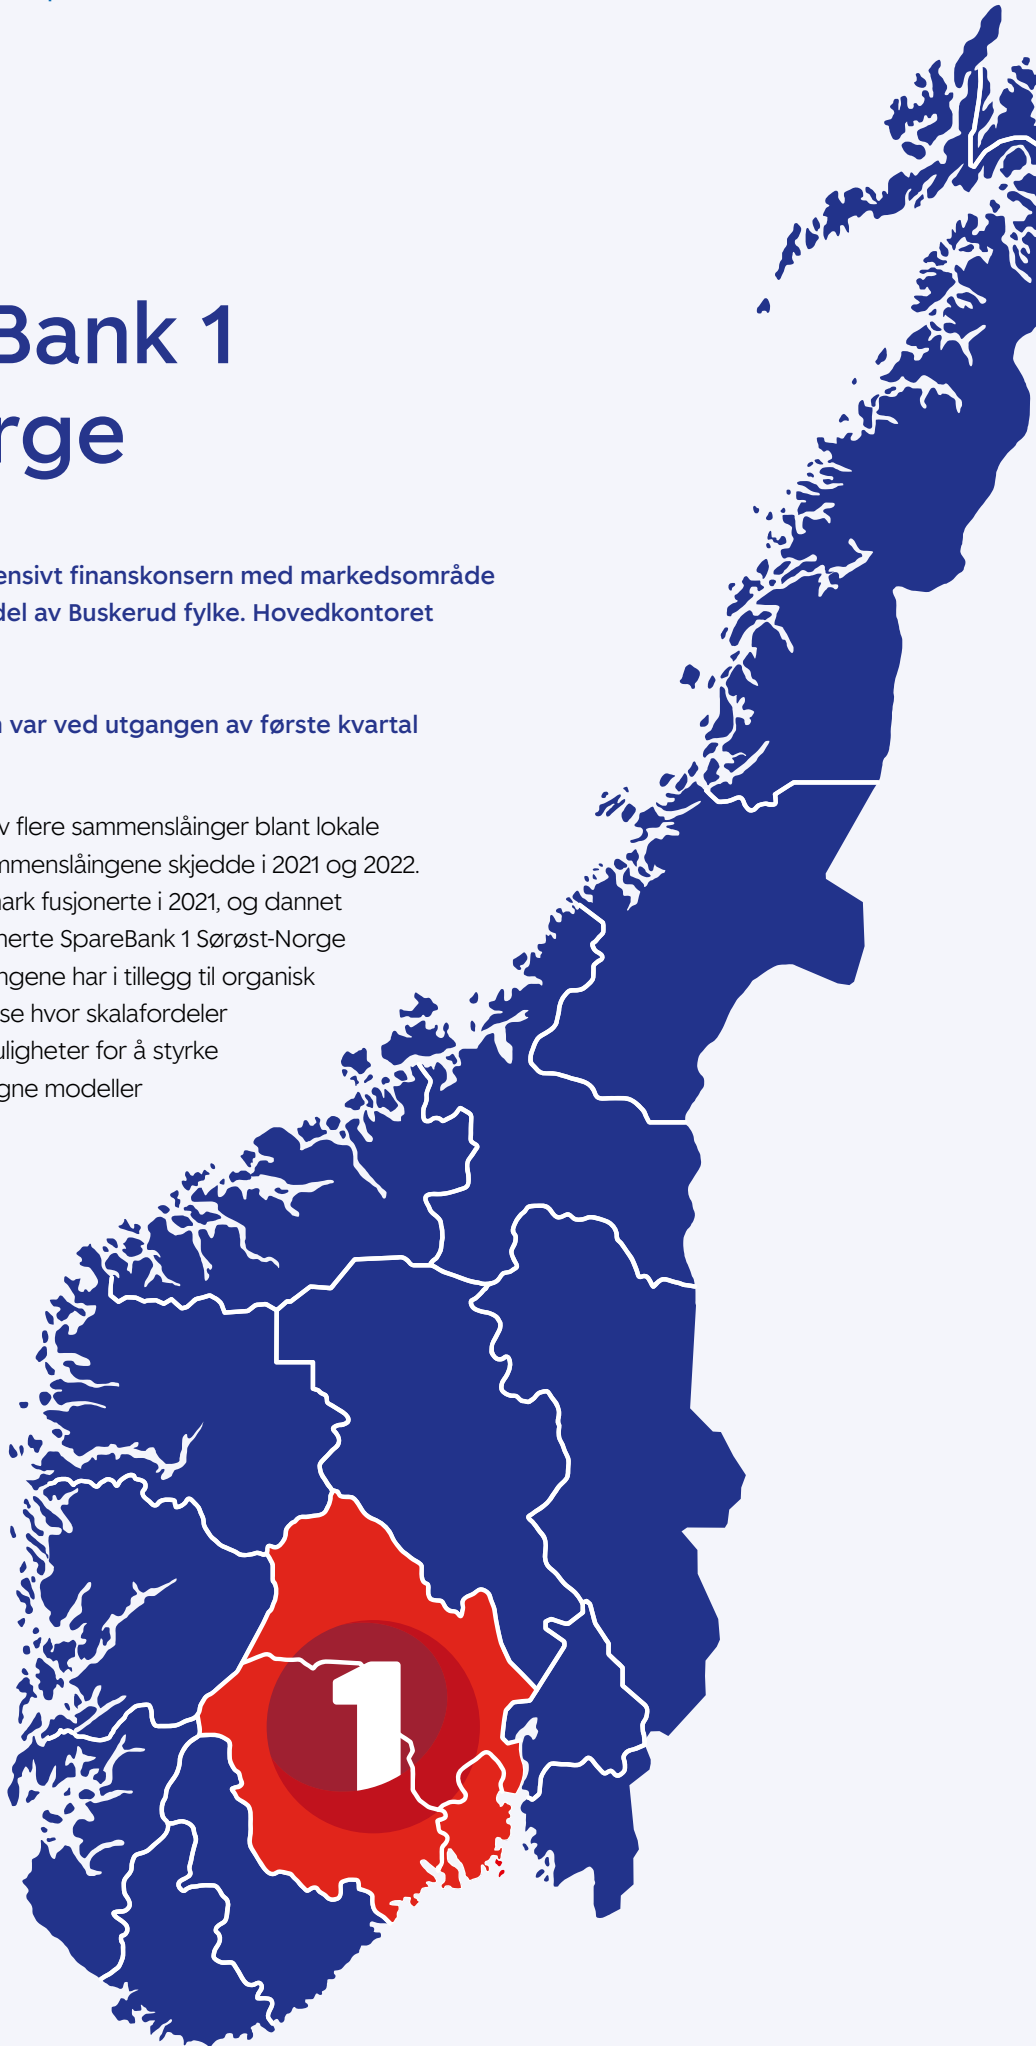 Bank 1
rge
ensivt finanskonsern med markedsområde
del av Buskerud fylke. Hovedkontoret
var ved utgangen av første kvartal
v flere sammenslåinger blant lokale
mmenslåingene skjedde i 2021 og 2022.
nark fusjonerte i 2021, og dannet
nerte SpareBank 1 Sørøst-Norge
ngene har i tillegg til organisk
se hvor skalafordeler
uligheter for å styrke
gne modeller
1